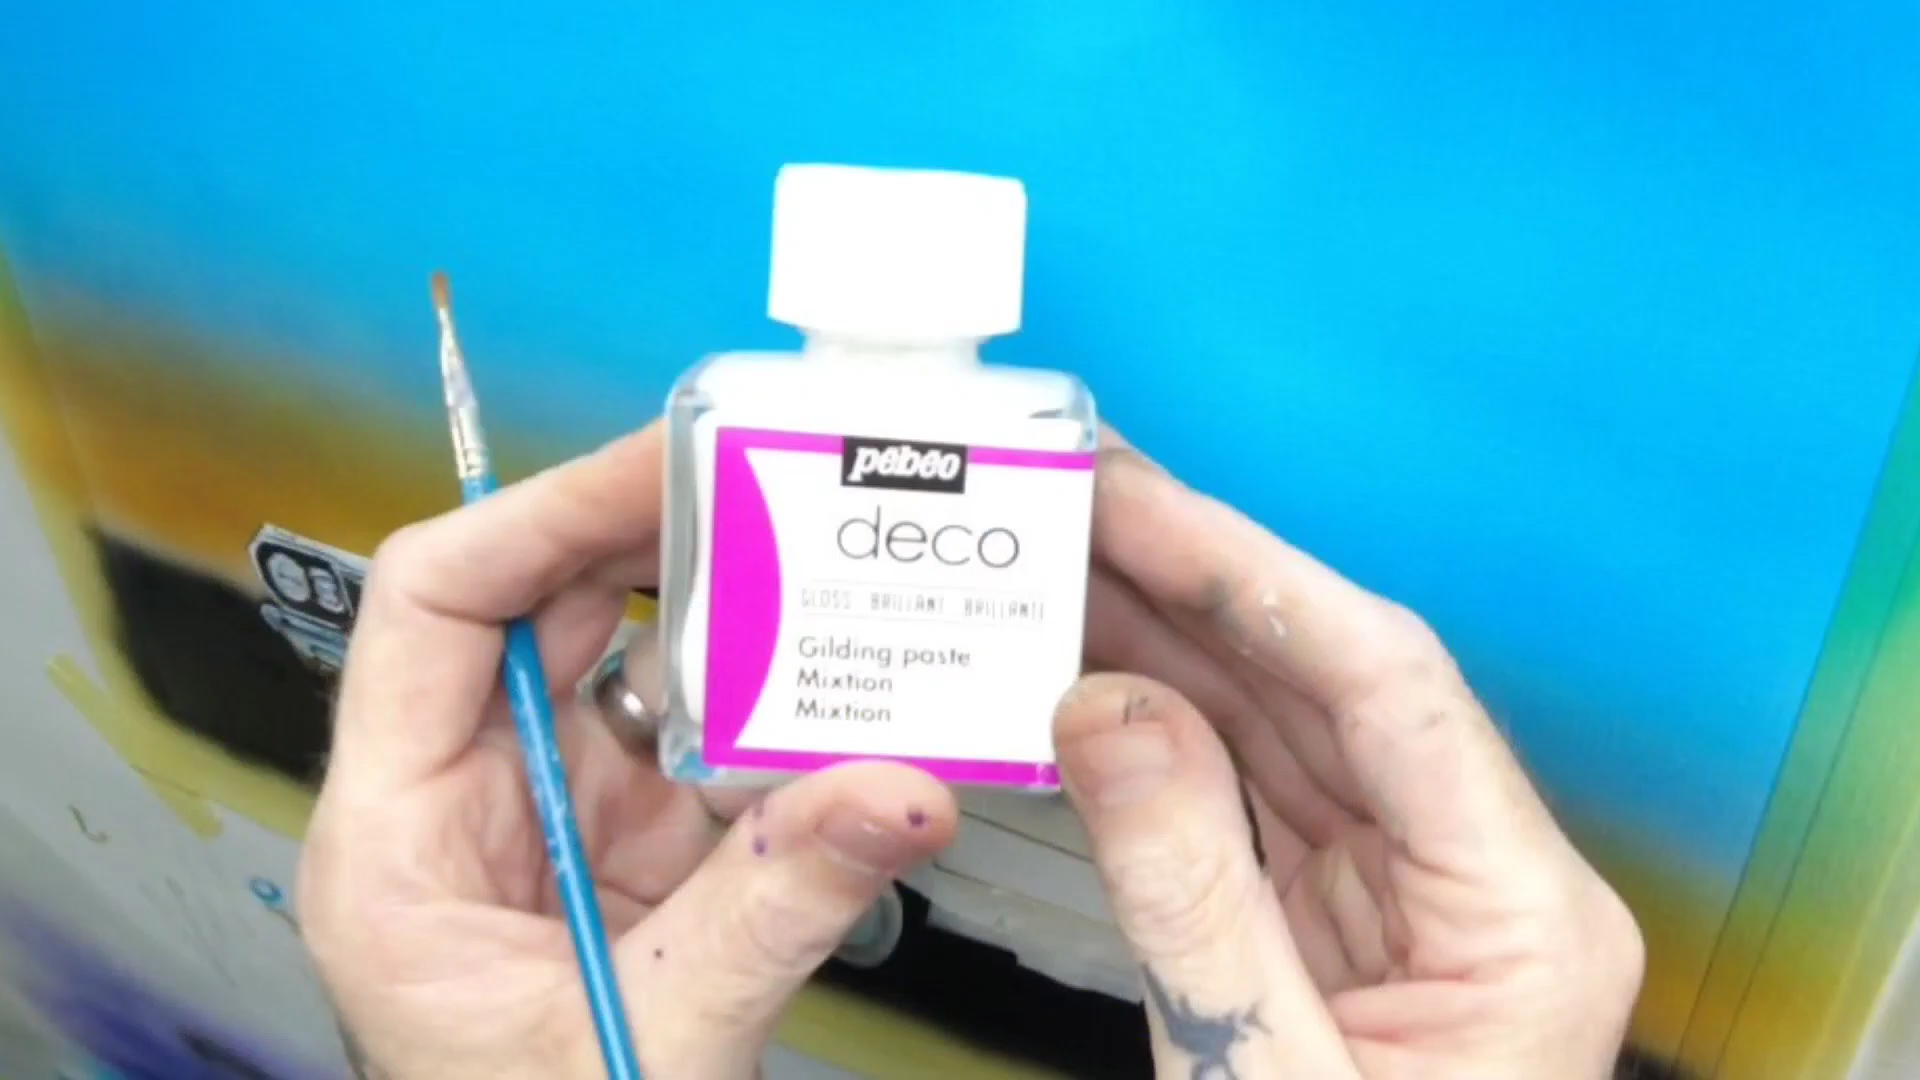 pebeo
deco
GLOSS BRILLANT BRILLANTE
Gilding paste
Mixtion
Mixtion